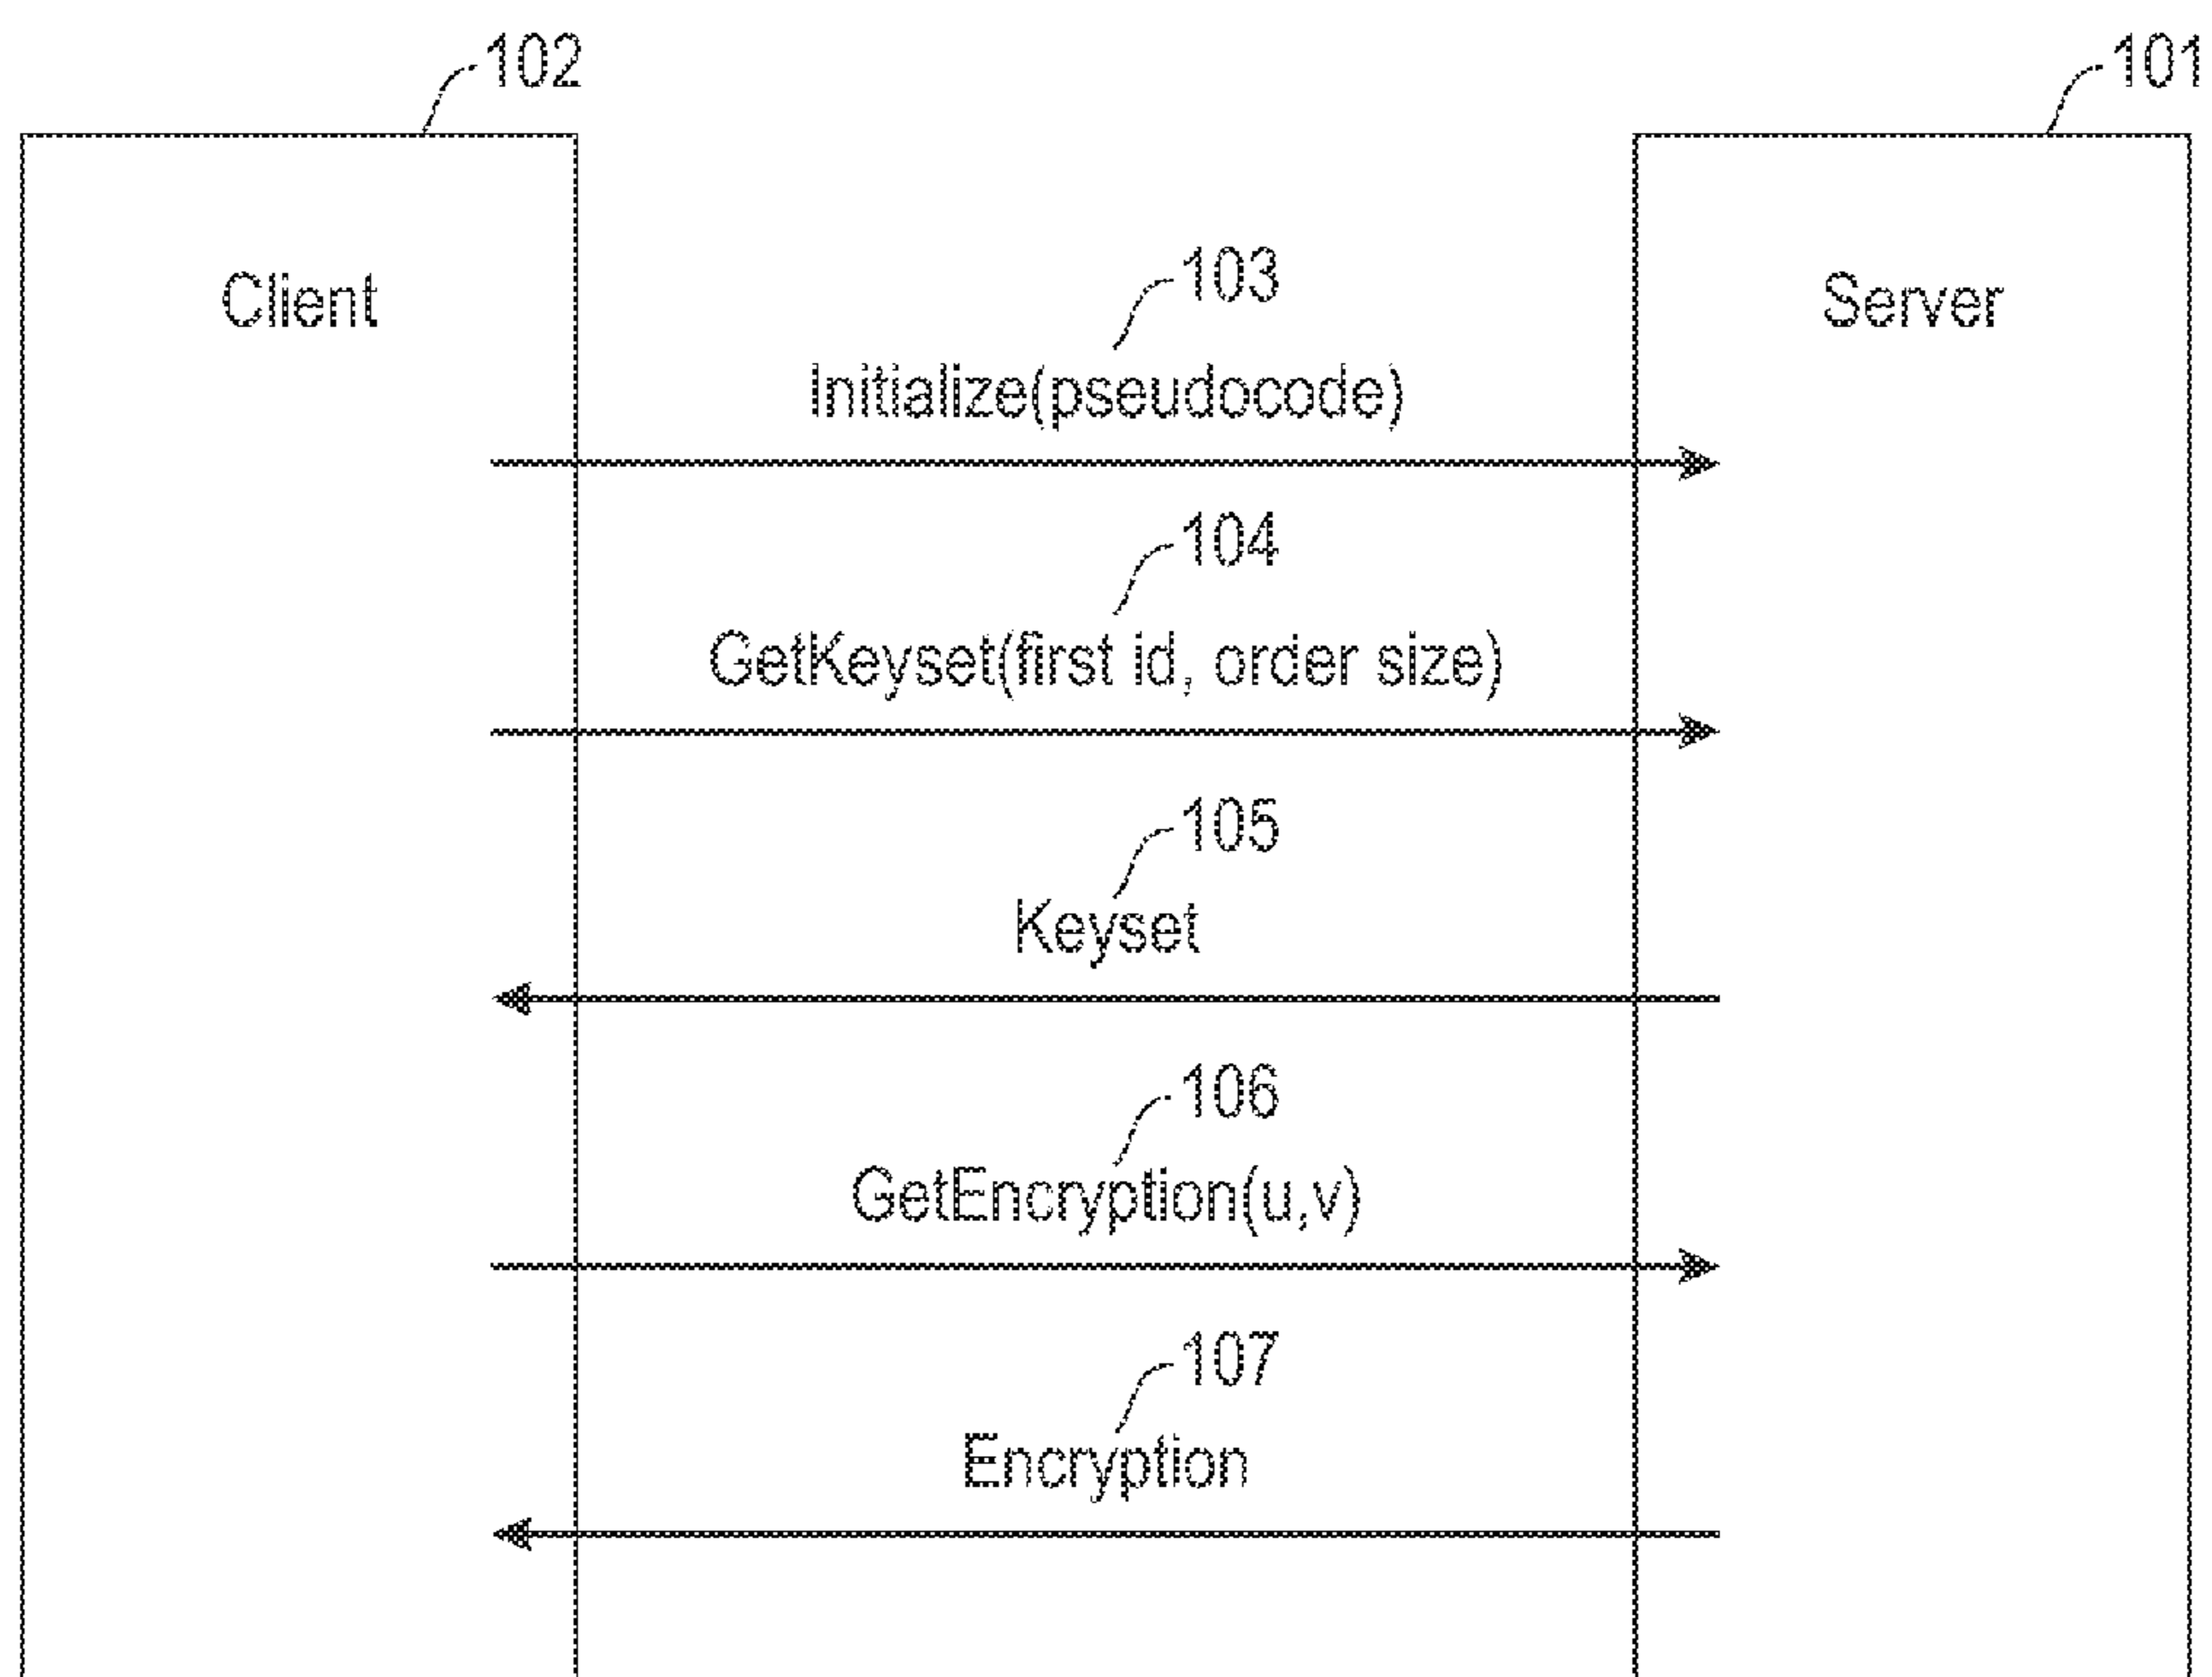 102
101
Client
Server
103
Initialize(pseudocode)
104
GetKeyset(first id, order size)
105
Keyset
106
GetEncryption(u,v)
107
Encryption